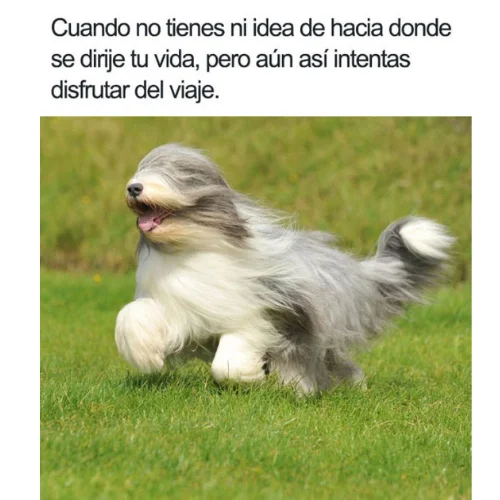 Cuando no tienes ni idea de hacia donde
se dirije tu vida, pero aún así intentas
disfrutar del viaje.